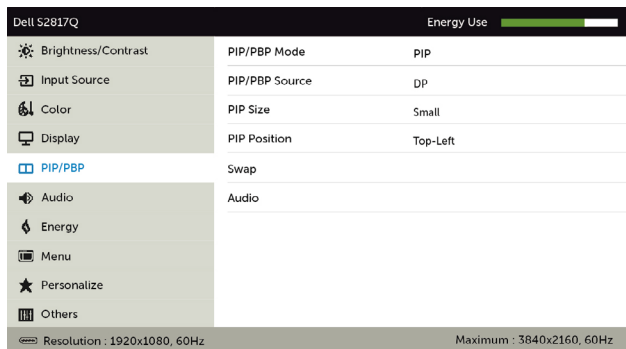 Dell S2817Q Energy Use
Brightness/Contrast PIP/PBP Mode PIP
Input Source PIP/PBP Source DP
Color PIP Size Small
Display PIP Position Top-Left
PIP/PBP Swap
Audio Audio
Energy
Menu
Personalize
Others
Resolution : 1920x1080, 60Hz Maximum : 3840x2160, 60Hz